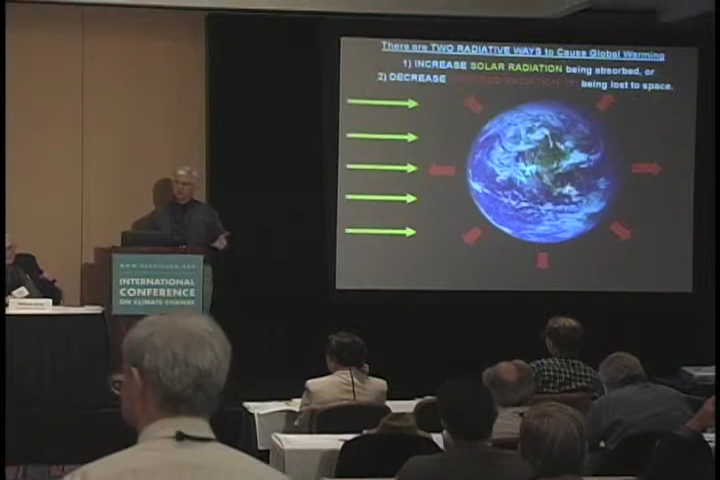 There are TWO RADIATIVE WAYS to Cause Global Warming
1) INCREASE SOLAR RADIATION being absorbed, or
2) DECREASE being lost to space.
INTERNATIONAL
CONFERENCE
ON CLIMATE CHANGE